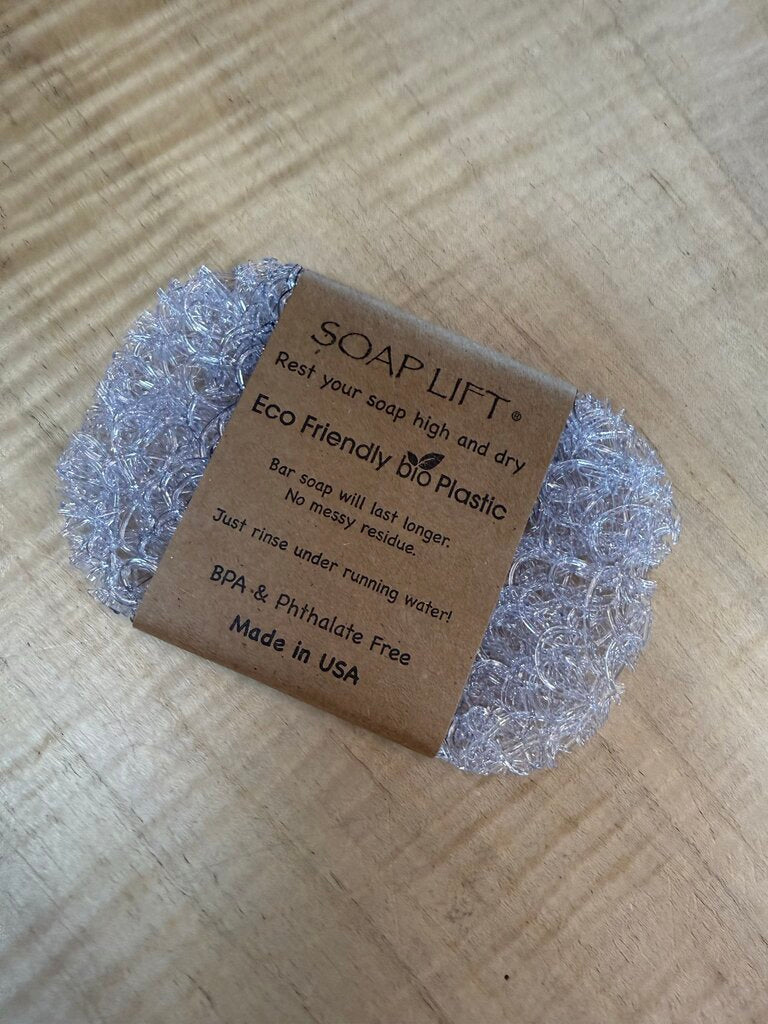 SOAP LIFT®
Rest your soap high and dry
Eco Friendly bio Plastic
Bar soap will last longer.
No messy residue.
Just rinse under running water!
BPA & Phthalate Free
Made in USA